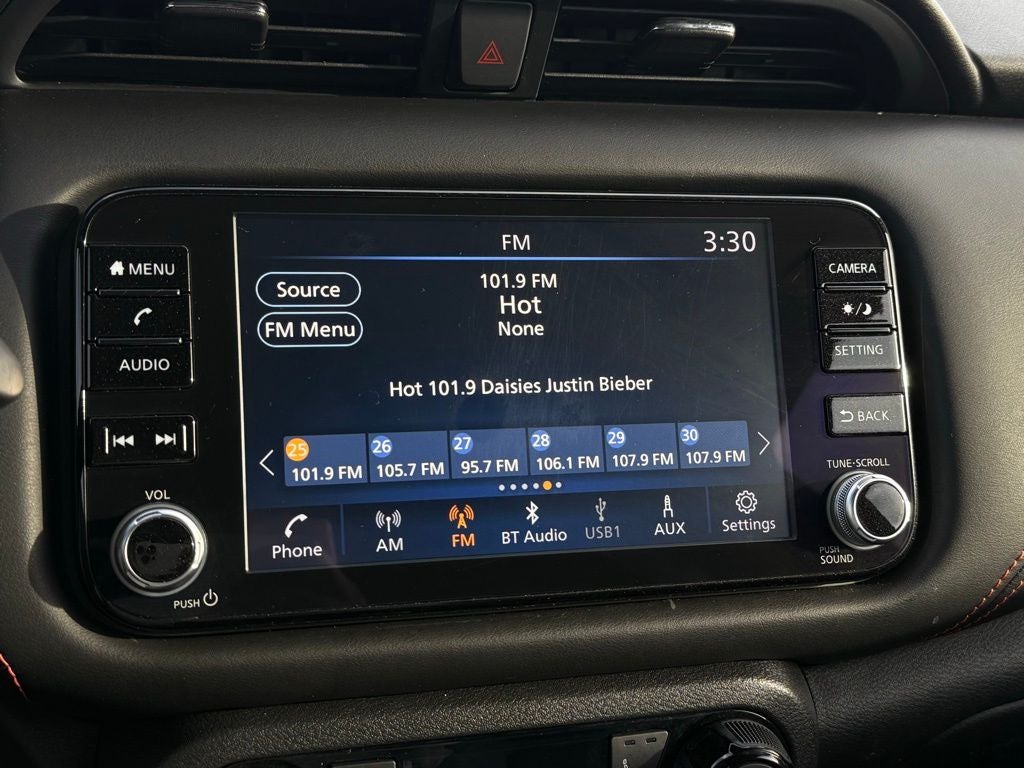 FM
3:30
MENU
CAMERA
Source
101.9 FM
Hot
FM Menu
None
AUDIO
SETTING
Hot 101.9 Daisies Justin Bieber
BACK
25
26
27
28
29
30
101.9 FM
105.7 FM
95.7 FM
106.1 FM
107.9 FM
107.9 FM
TUNE·SCROLL
VOL
Phone
AM
FM
BT Audio
USB1
AUX
Settings
PUSH
SOUND
PUSH